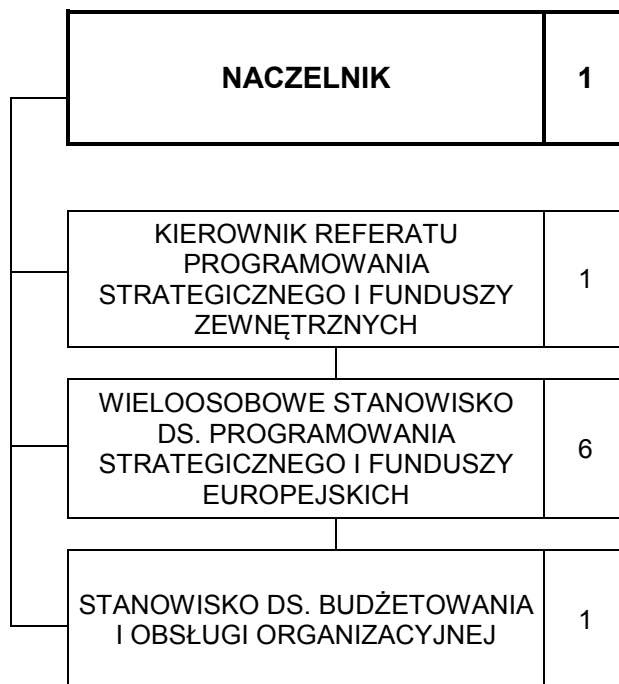 NACZELNIK 1
KIEROWNIK REFERATU
PROGRAMOWANIA
STRATEGICZNEGO I FUNDUSZY
ZEWNĘTRZNYCH
1
WIELOOSOBOWE STANOWISKO
DS. PROGRAMOWANIA
STRATEGICZNEGO I FUNDUSZY
EUROPEJSKICH
6
STANOWISKO DS. BUDŻETOWANIA
I OBSŁUGI ORGANIZACYJNEJ
1